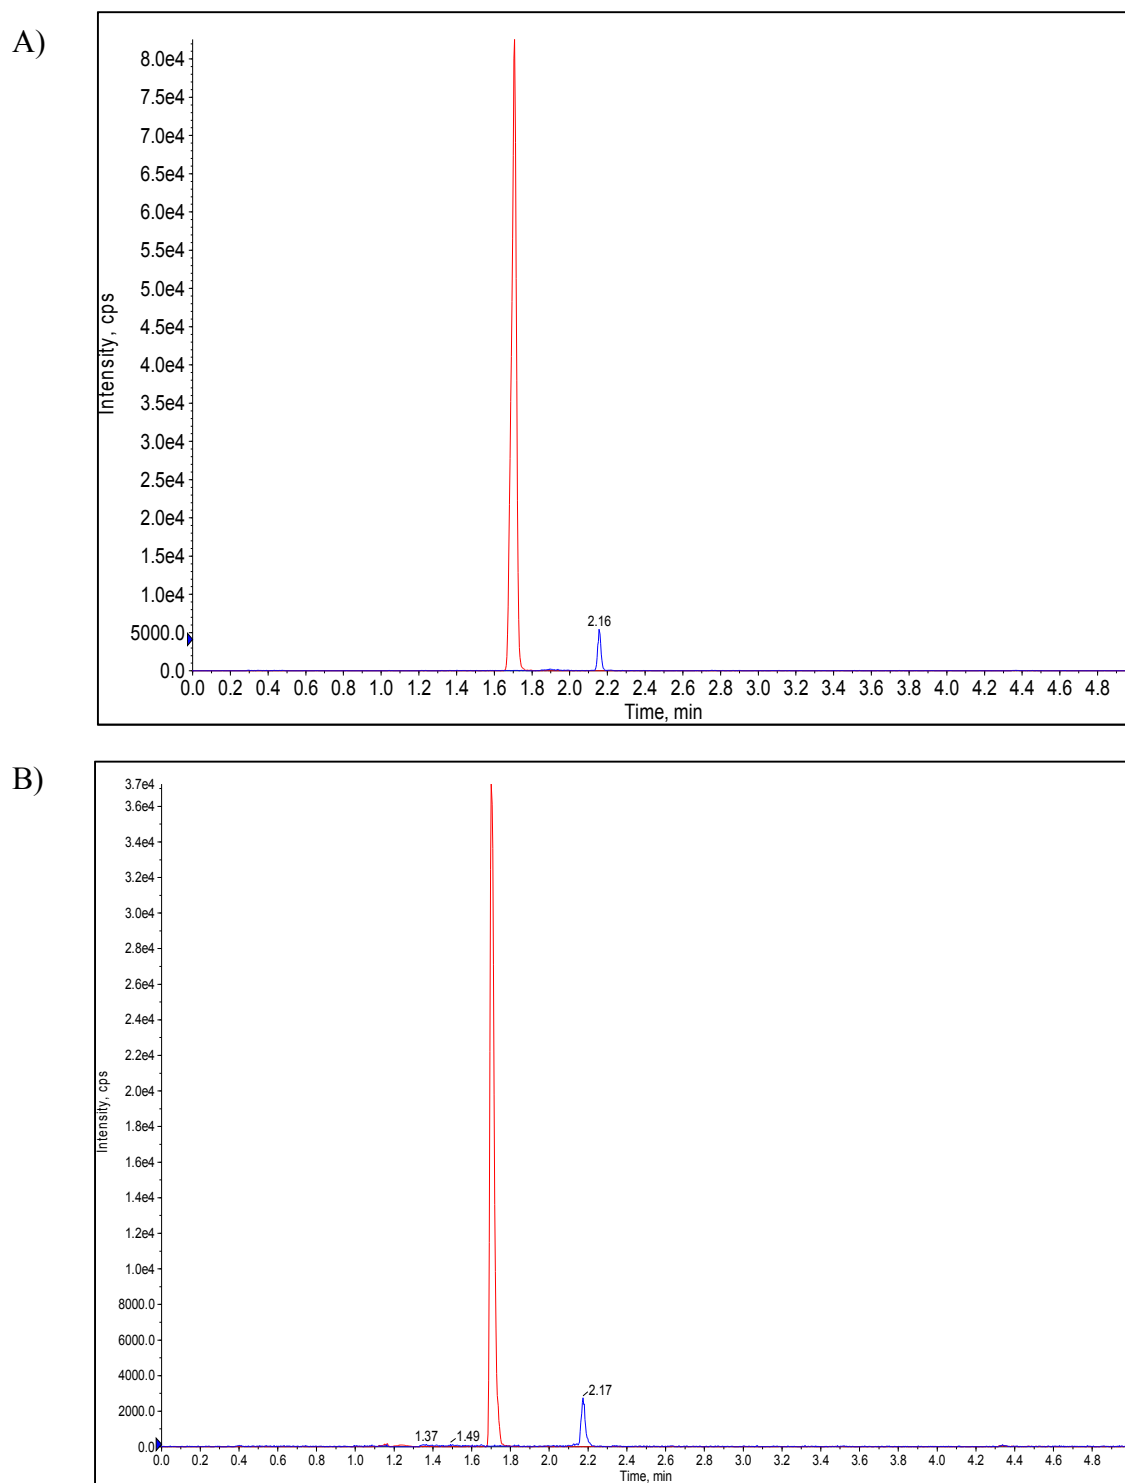 A)
8.0e4
7.5e4
7.0e4
6.5e4
6.0e4
5.5e4
5.0e4
4.5e4
4.0e4
3.5e4
3.0e4
2.5e4
2.0e4
1.5e4
1.0e4
5000.0
0.0
Intensity, cps
2.16
0.0 0.2 0.4 0.6 0.8 1.0 1.2 1.4 1.6 1.8 2.0 2.2 2.4 2.6 2.8 3.0 3.2 3.4 3.6 3.8 4.0 4.2 4.4 4.6 4.8
Time, min
B)
3.7e4
3.6e4
3.4e4
3.2e4
3.0e4
2.8e4
2.6e4
2.4e4
2.2e4
2.0e4
1.8e4
1.6e4
1.4e4
1.2e4
1.0e4
8000.0
6000.0
4000.0
2000.0
0.0
Intensity, cps
2.17
1.37 1.49
0.0 0.2 0.4 0.6 0.8 1.0 1.2 1.4 1.6 1.8 2.0 2.2 2.4 2.6 2.8 3.0 3.2 3.4 3.6 3.8 4.0 4.2 4.4 4.6 4.8
Time, min